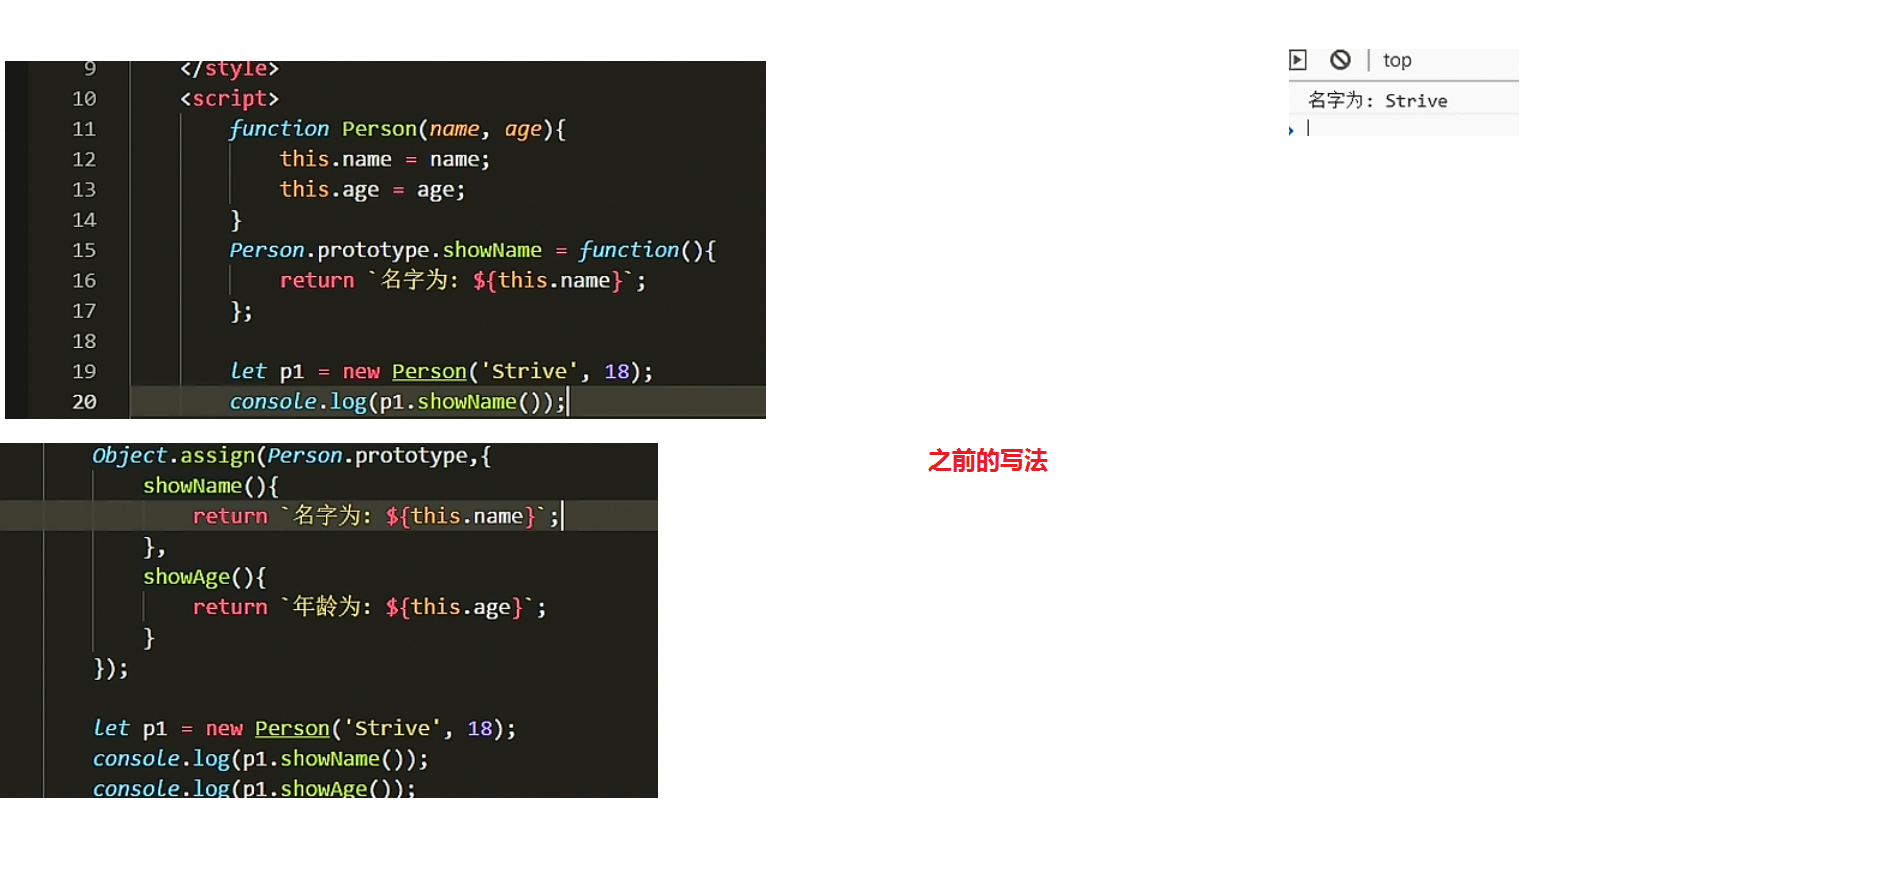 9 </style>
10 <script>
11 function Person(name, age){
12 this.name = name;
13 this.age = age;
14 }
15 Person.prototype.showName = function(){
16 return `名字为: ${this.name}`;
17 };
18
19 let p1 = new Person('Strive', 18);
20 console.log(p1.showName());
top
名字为: Strive
Object.assign(Person.prototype,{
showName(){
return `名字为: ${this.name}`;
},
showAge(){
return `年龄为: ${this.age}`;
}
});
let p1 = new Person('Strive', 18);
console.log(p1.showName());
console.log(p1.showAge());
之前的写法